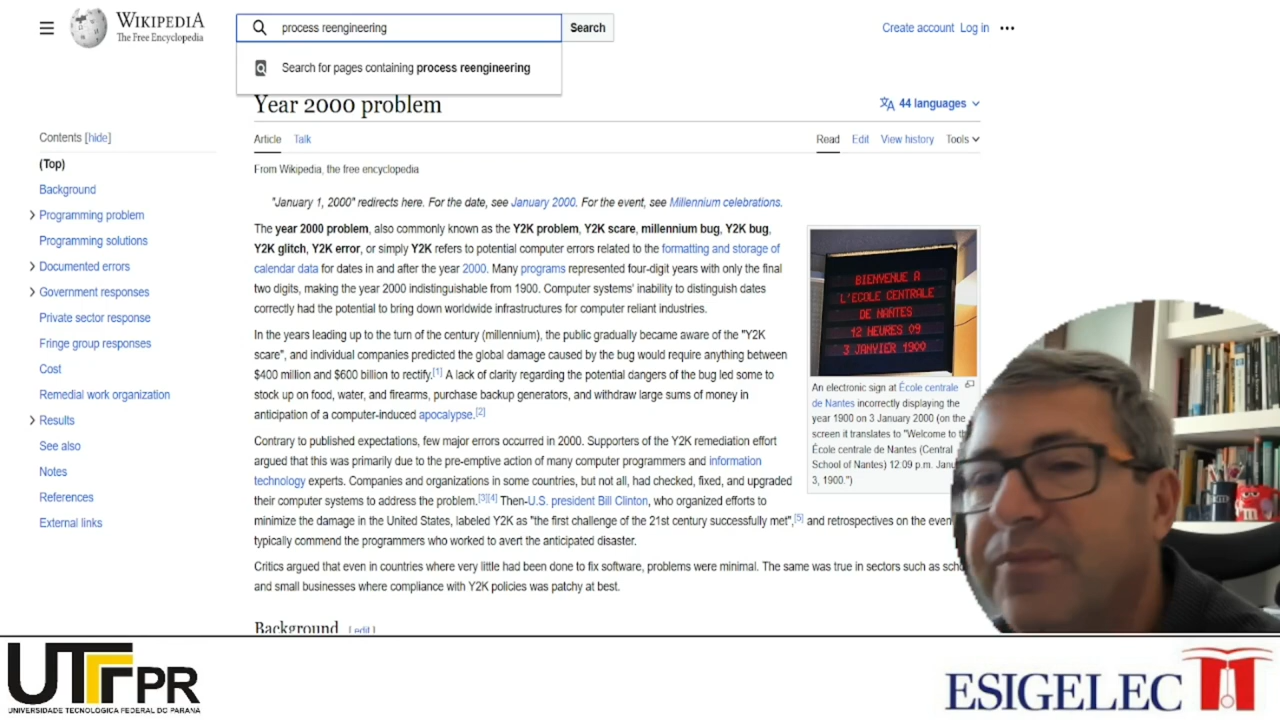 WIKIPEDIA
The Free Encyclopedia
process reengineering
Search
Create account Log in
Search for pages containing process reengineering
Year 2000 problem
44 languages
Contents [hide]
(Top)
Background
Programming problem
Programming solutions
Documented errors
Government responses
Private sector response
Fringe group responses
Cost
Remedial work organization
Results
See also
Notes
References
External links
Article Talk
Read Edit View history Tools
From Wikipedia, the free encyclopedia
"January 1, 2000" redirects here. For the date, see January 2000. For the event, see Millennium celebrations.
The year 2000 problem, also commonly known as the Y2K problem, Y2K scare, millennium bug, Y2K bug,
Y2K glitch, Y2K error, or simply Y2K refers to potential computer errors related to the formatting and storage of
calendar data for dates in and after the year 2000. Many programs represented four-digit years with only the final
two digits, making the year 2000 indistinguishable from 1900. Computer systems' inability to distinguish dates
correctly had the potential to bring down worldwide infrastructures for computer reliant industries.
In the years leading up to the turn of the century (millennium), the public gradually became aware of the "Y2K
scare", and individual companies predicted the global damage caused by the bug would require anything between
$400 million and $600 billion to rectify.[1] A lack of clarity regarding the potential dangers of the bug led some to
stock up on food, water, and firearms, purchase backup generators, and withdraw large sums of money in
anticipation of a computer-induced apocalypse.[2]
Contrary to published expectations, few major errors occurred in 2000. Supporters of the Y2K remediation effort
argued that this was primarily due to the pre-emptive action of many computer programmers and information
technology experts. Companies and organizations in some countries, but not all, had checked, fixed, and upgraded
their computer systems to address the problem.[3][4] Then-U.S. president Bill Clinton, who organized efforts to
minimize the damage in the United States, labeled Y2K as "the first challenge of the 21st century successfully met",[5] and retrospectives on the even
typically commend the programmers who worked to avert the anticipated disaster.
Critics argued that even in countries where very little had been done to fix software, problems were minimal. The same was true in sectors such as scho
and small businesses where compliance with Y2K policies was patchy at best.
Background [edit]
BIENVENUE A
L'ECOLE CENTRALE
DE NANTES
12 HEURES 09
3 JANVIER 1900
An electronic sign at École centrale
de Nantes incorrectly displaying the
year 1900 on 3 January 2000 (on the
screen it translates to "Welcome to th
École centrale de Nantes (Central
School of Nantes) 12:09 p.m. Janu
3, 1900.")
UTFPR
UNIVERSIDADE TECNOLÓGICA FEDERAL DO PARANÁ
ESIGELEC